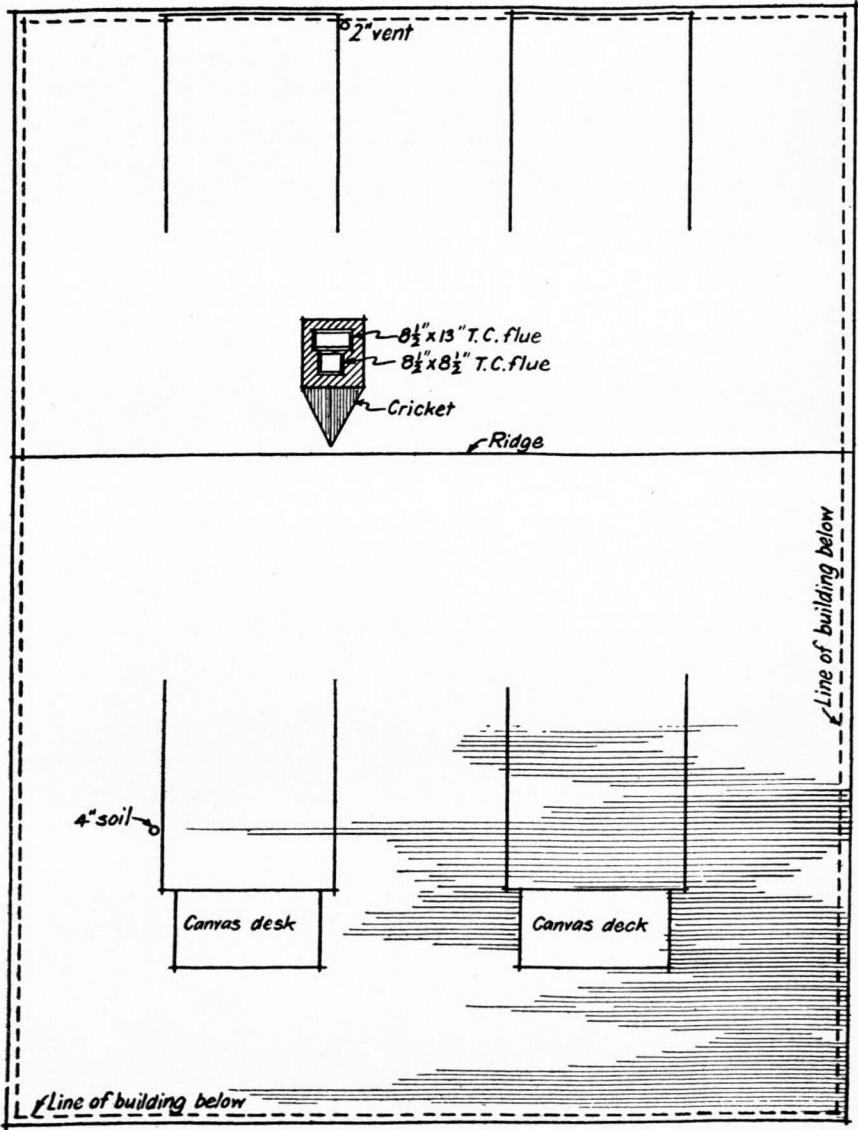 2" vent
8½" x 13" T.C. flue
8½" x 8½" T.C. flue
Cricket
Ridge
Line of building below
4" soil
Canvas desk
Canvas deck
Line of building below